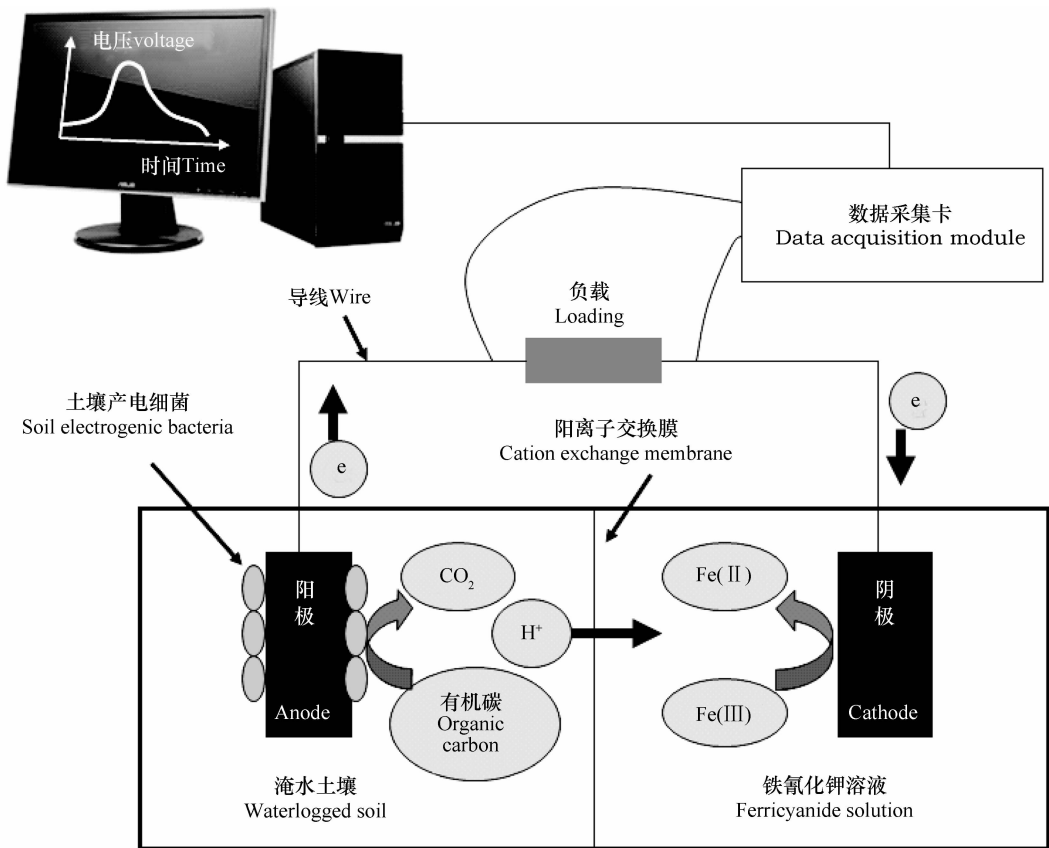 电压voltage
时间Time
ASUS
数据采集卡
Data acquisition module
导线Wire
负载
Loading
土壤产电细菌
Soil electrogenic bacteria
e
阳离子交换膜
Cation exchange membrane
e
阳
极
Anode
CO₂
H⁺
有机碳
Organic
carbon
Fe(Ⅱ)
Fe(Ⅲ)
阴
极
Cathode
淹水土壤
Waterlogged soil
铁氰化钾溶液
Ferricyanide solution